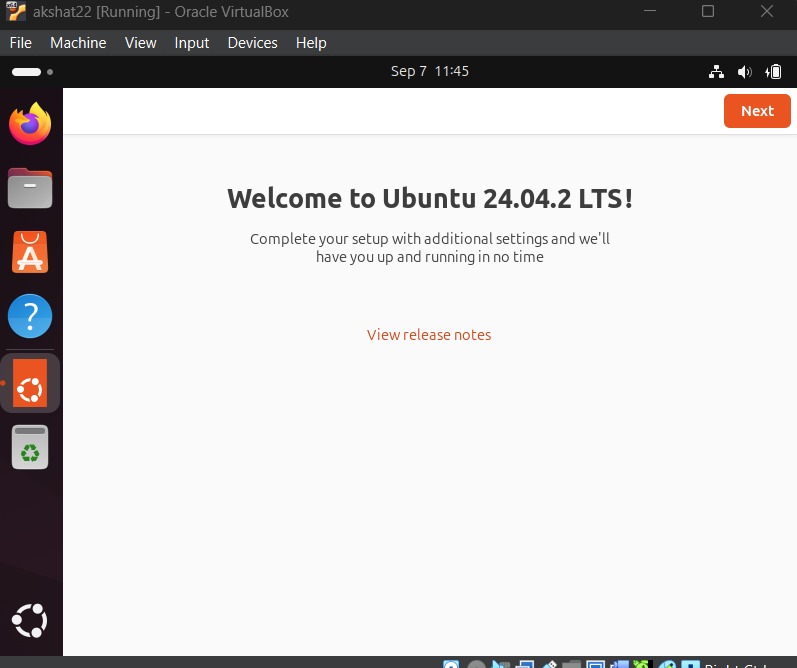 akshat22 [Running] - Oracle VirtualBox
File Machine View Input Devices Help
Sep 7 11:45
Next
Welcome to Ubuntu 24.04.2 LTS!
Complete your setup with additional settings and we'll
have you up and running in no time
View release notes
Right Ctrl